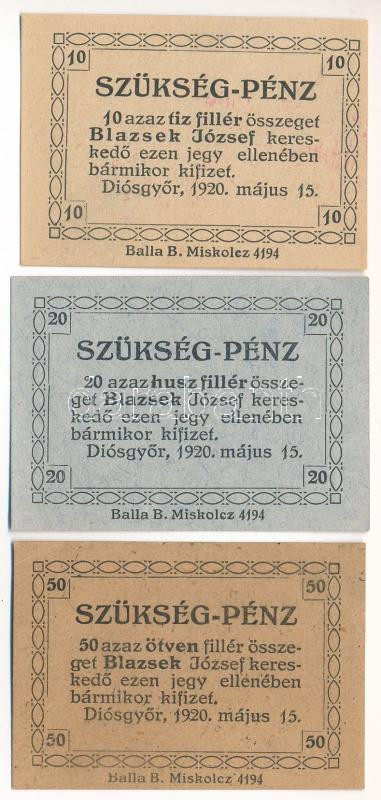 10 10
SZÜKSÉG-PÉNZ
10 azaz tiz fillér összeget
Blazsek József keres-
kedő ezen jegy ellenében
bármikor kifizet.
Diósgyőr, 1920. május 15.
10 10
Balla B. Miskolcz 4194
20 20
SZÜKSÉG-PÉNZ
20 azaz husz fillér össze-
get Blazsek József keres-
kedő ezen jegy ellenében
bármikor kifizet.
Diósgyőr, 1920. május 15.
20 20
Balla B. Miskolcz 4194
50 50
SZÜKSÉG-PÉNZ
50 azaz ötven fillér össze-
get Blazsek József keres-
kedő ezen jegy ellenében
bármikor kifizet.
Diósgyőr, 1920. május 15.
50 50
Balla B. Miskolcz 4194